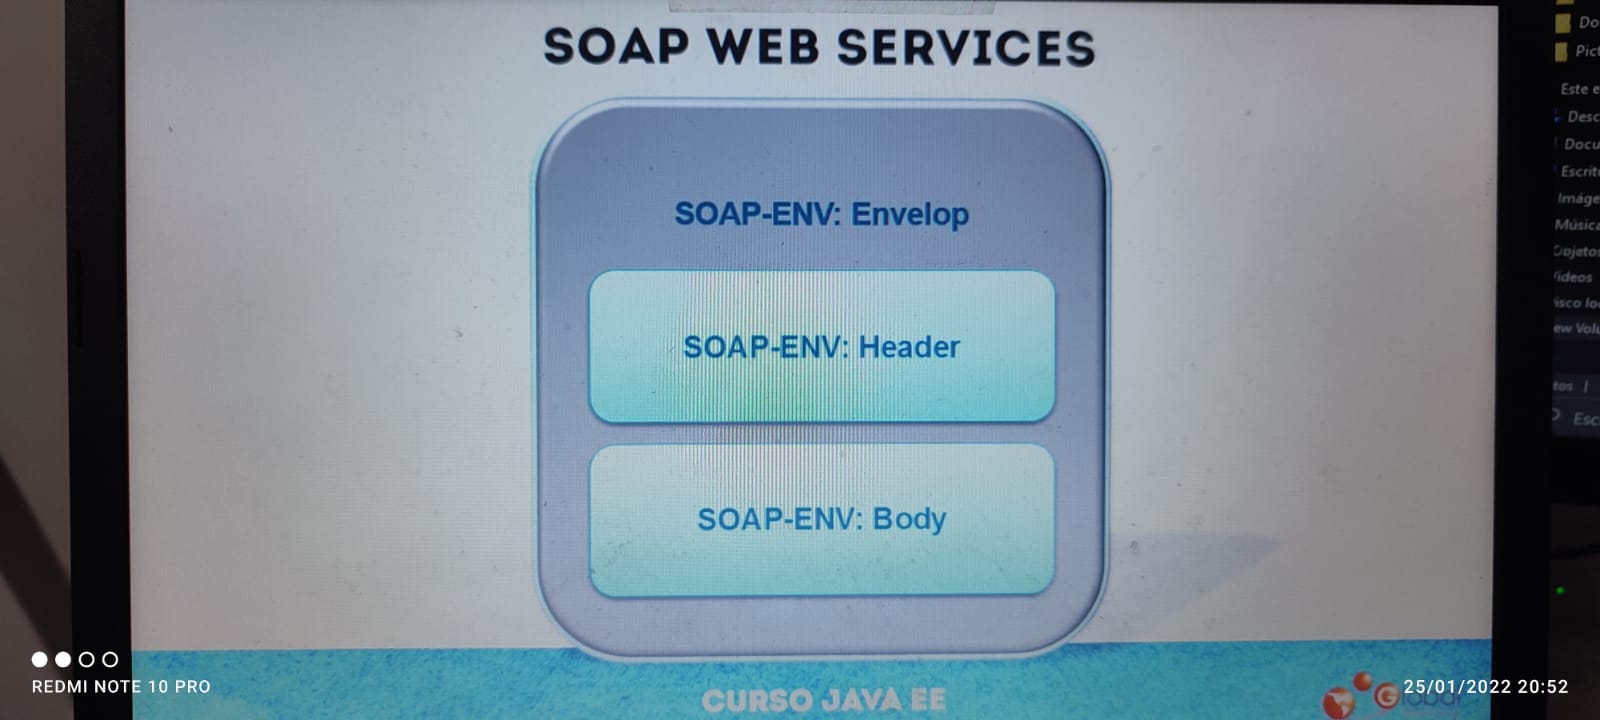 SOAP WEB SERVICES
SOAP-ENV: Envelop
SOAP-ENV: Header
SOAP-ENV: Body
CURSO JAVA EE
Global
Do
Pict
Este e
Desc
Docu
Escrito
Imáge
Música
Objetos
Videos
isco lo
ew Volu
tos |
Esc
REDMI NOTE 10 PRO
25/01/2022 20:52